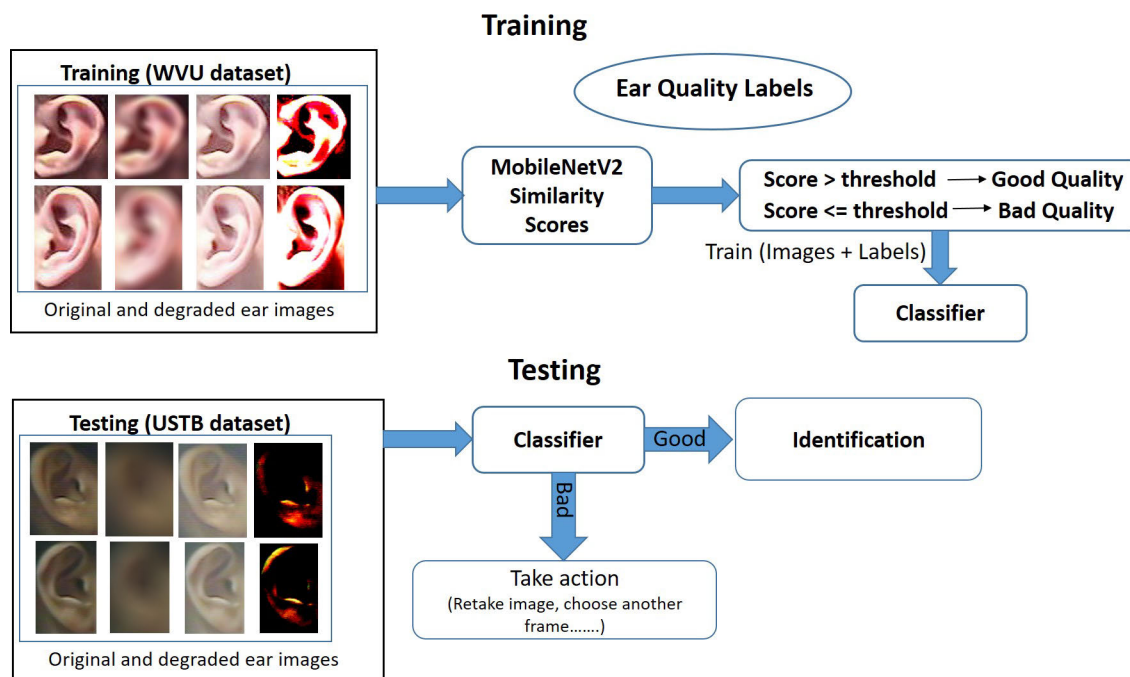 Training
Training (WVU dataset)
Original and degraded ear images
Ear Quality Labels
MobileNetV2
Similarity
Scores
Score > threshold Good Quality
Score <= threshold Bad Quality
Train (Images + Labels)
Classifier
Testing
Testing (USTB dataset)
Original and degraded ear images
Classifier
Good
Identification
Bad
Take action
(Retake image, choose another
frame.......)